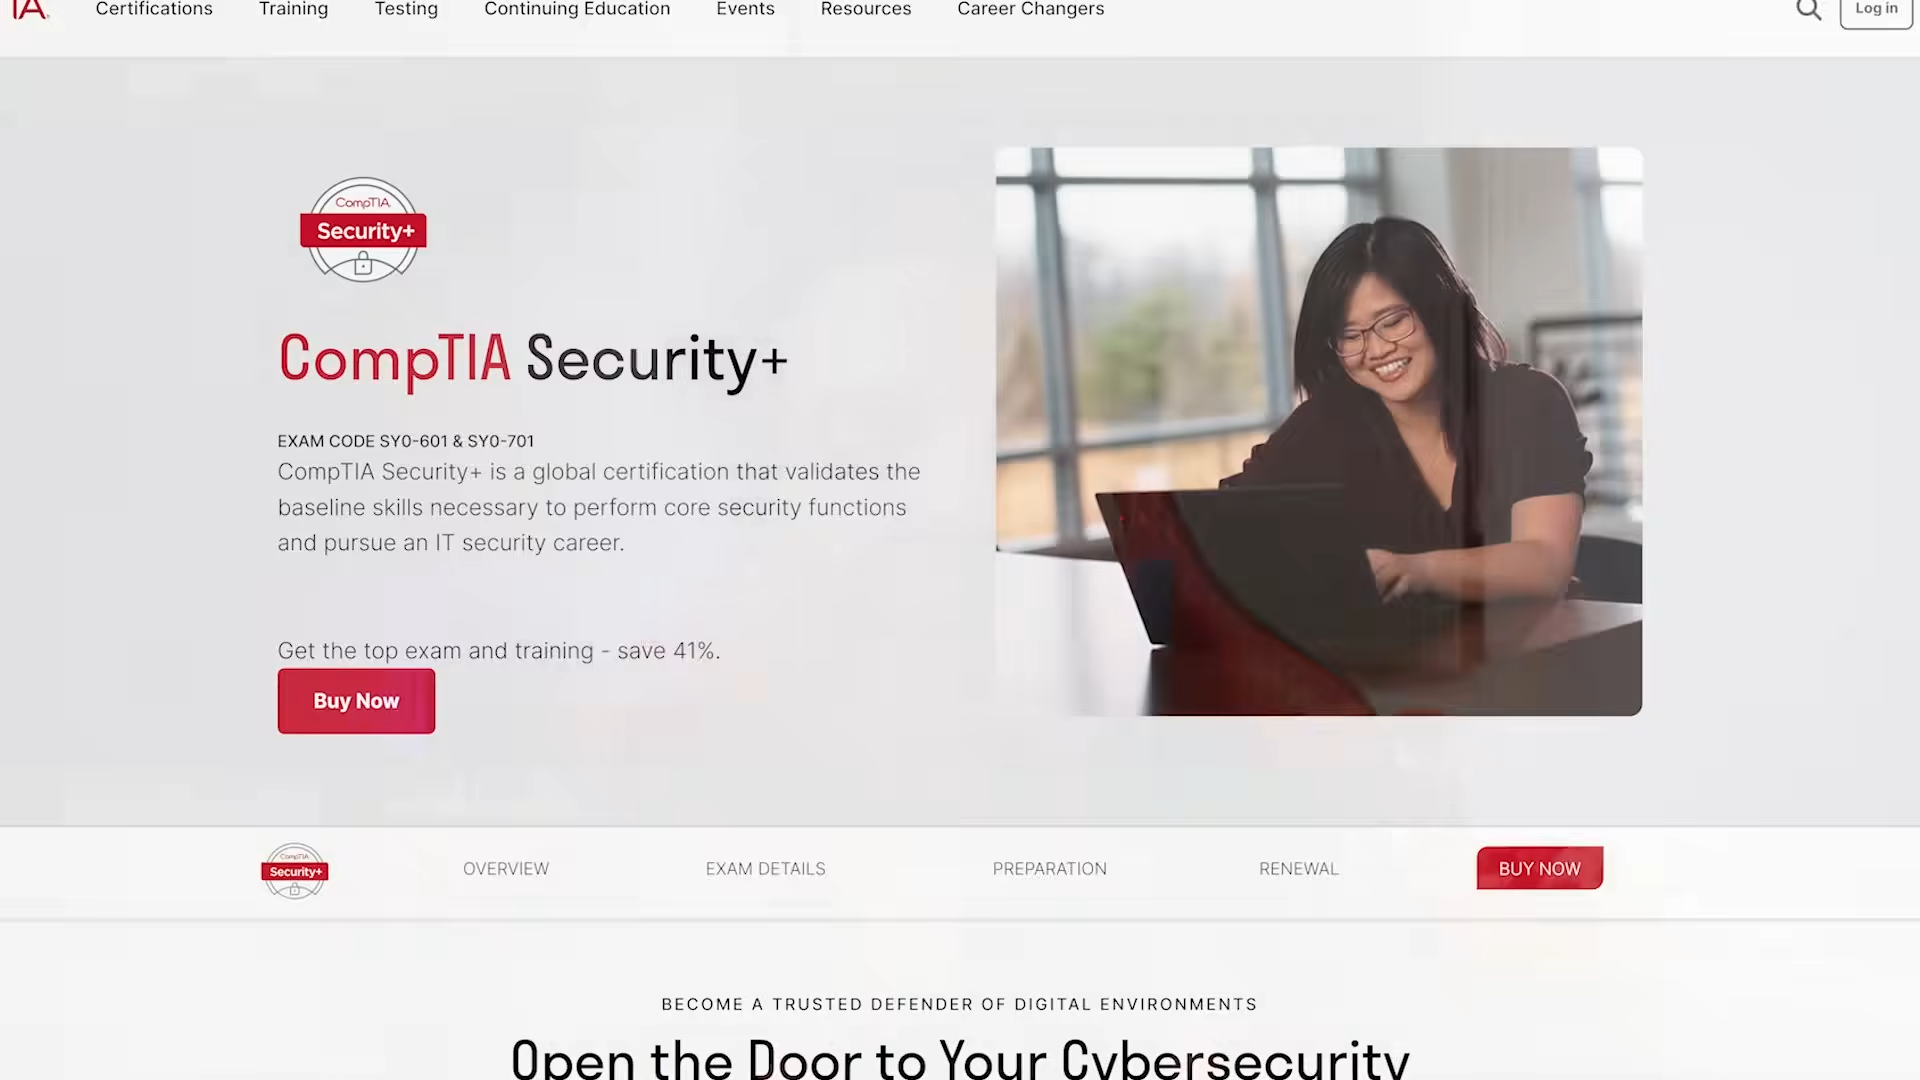 IA
Certifications Training Testing Continuing Education Events Resources Career Changers Log in
CompTIA
Security+
CompTIA Security+
EXAM CODE SY0-601 & SY0-701
CompTIA Security+ is a global certification that validates the
baseline skills necessary to perform core security functions
and pursue an IT security career.
Get the top exam and training - save 41%.
Buy Now
CompTIA
Security+
OVERVIEW EXAM DETAILS PREPARATION RENEWAL BUY NOW
BECOME A TRUSTED DEFENDER OF DIGITAL ENVIRONMENTS
Open the Door to Your Cybersecurity